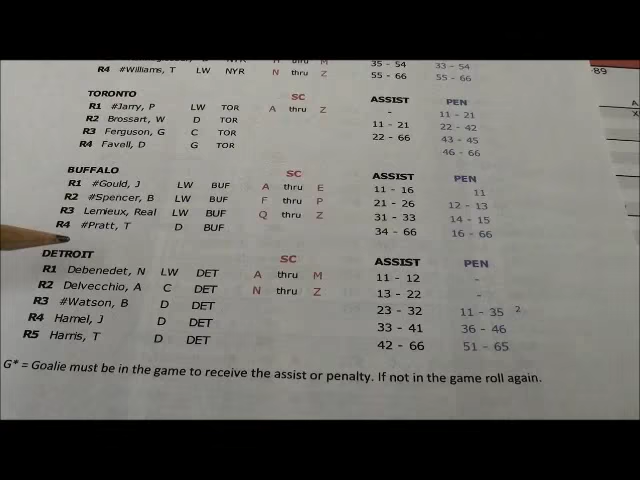 NYR thru M 35 - 54 33 - 54
R4 #Williams, T LW NYR N thru Z 55 - 66 55 - 66
-89
TORONTO SC ASSIST PEN
R1 #Jarry, P LW TOR A thru Z - 11 - 21
R2 Brossart, W D TOR 11 - 21 22 - 42
R3 Ferguson, G C TOR 22 - 66 43 - 45
R4 Favell, D G TOR 46 - 66
BUFFALO SC ASSIST PEN
R1 #Gould, J LW BUF A thru E 11 - 16 11
R2 #Spencer, B LW BUF F thru P 21 - 26 12 - 13
R3 Lemieux, Real LW BUF Q thru Z 31 - 33 14 - 15
R4 #Pratt, T D BUF 34 - 66 16 - 66
DETROIT SC ASSIST PEN
R1 Debenedet, N LW DET A thru M 11 - 12 -
R2 Delvecchio, A C DET N thru Z 13 - 22 -
R3 #Watson, B D DET 23 - 32 11 - 35 2
R4 Hamel, J D DET 33 - 41 36 - 46
R5 Harris, T D DET 42 - 66 51 - 65
G* = Goalie must be in the game to receive the assist or penalty. If not in the game roll again.